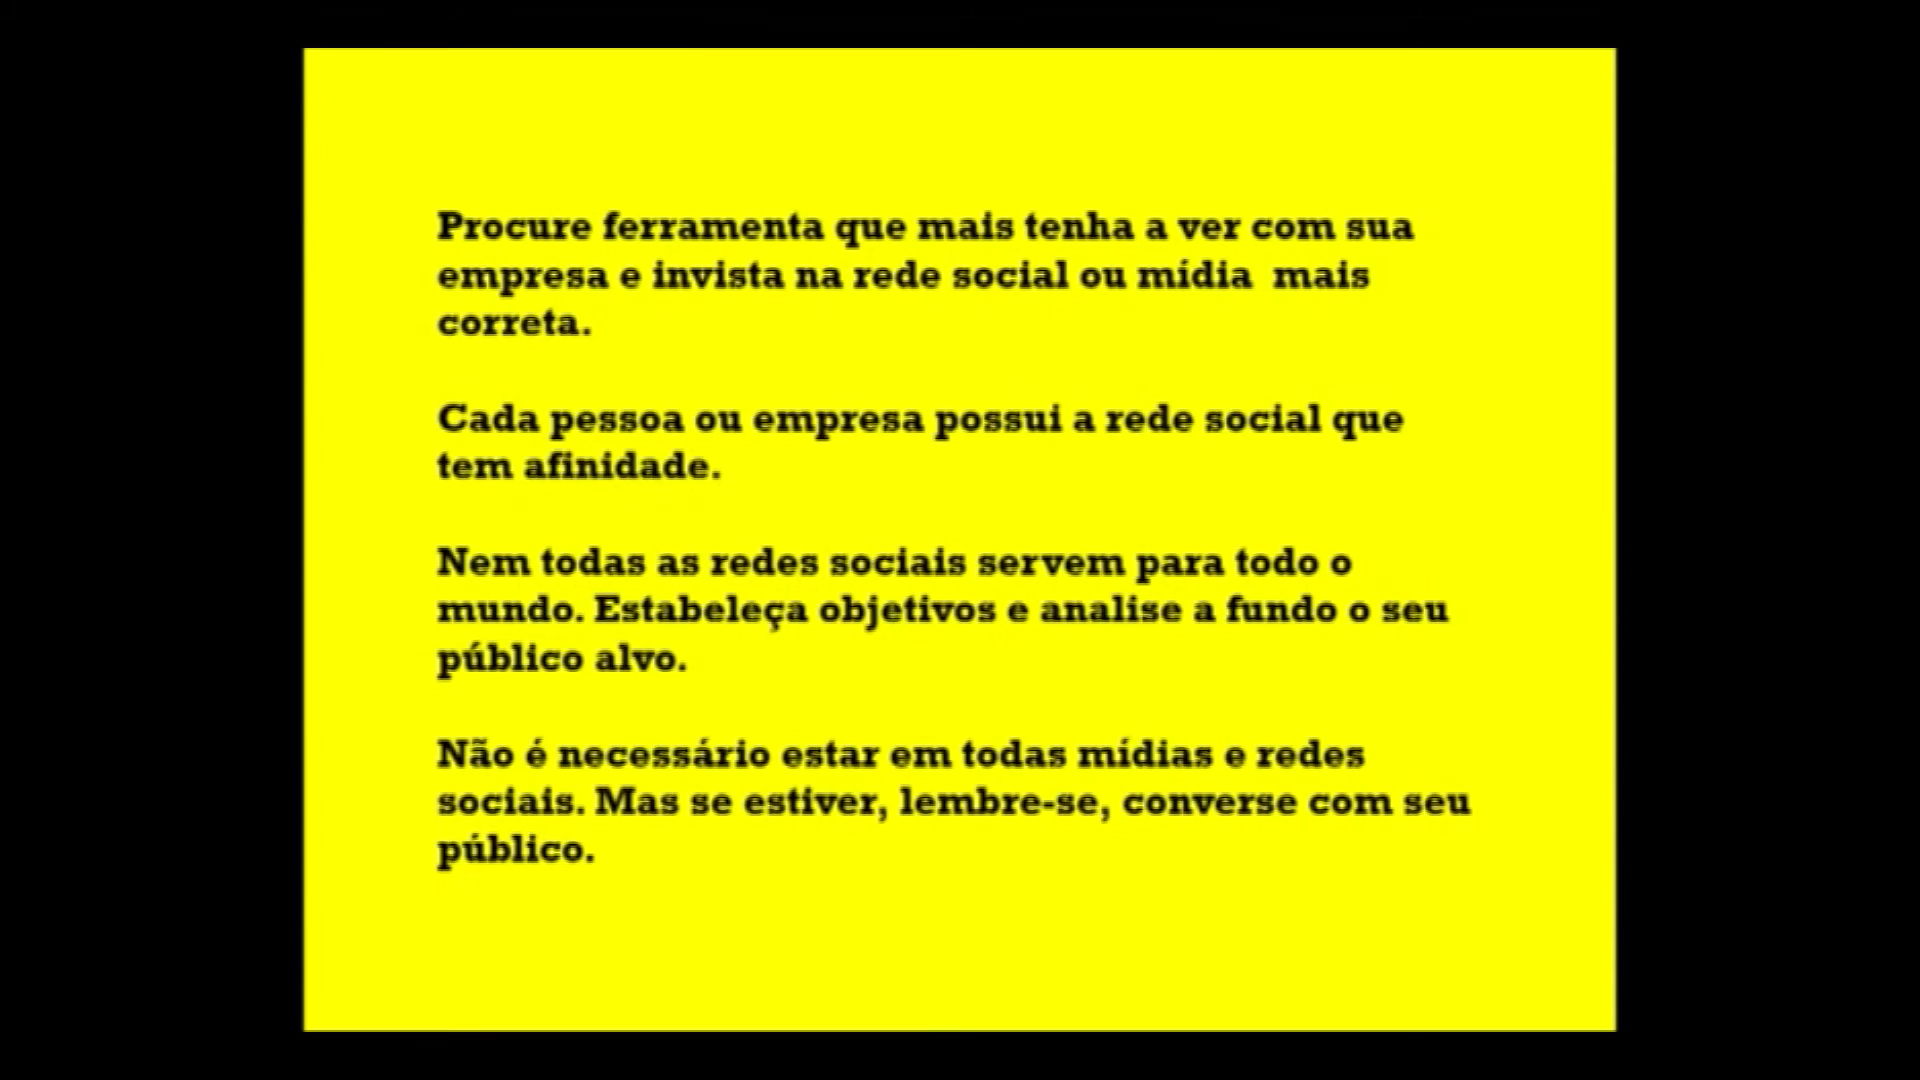 Procure ferramenta que mais tenha a ver com sua
empresa e invista na rede social ou mídia  mais
correta.
Cada pessoa ou empresa possui a rede social que
tem afinidade.
Nem todas as redes sociais servem para todo o
mundo. Estabeleça objetivos e analise a fundo o seu
público alvo.
Não é necessário estar em todas mídias e redes
sociais. Mas se estiver, lembre-se, converse com seu
público.